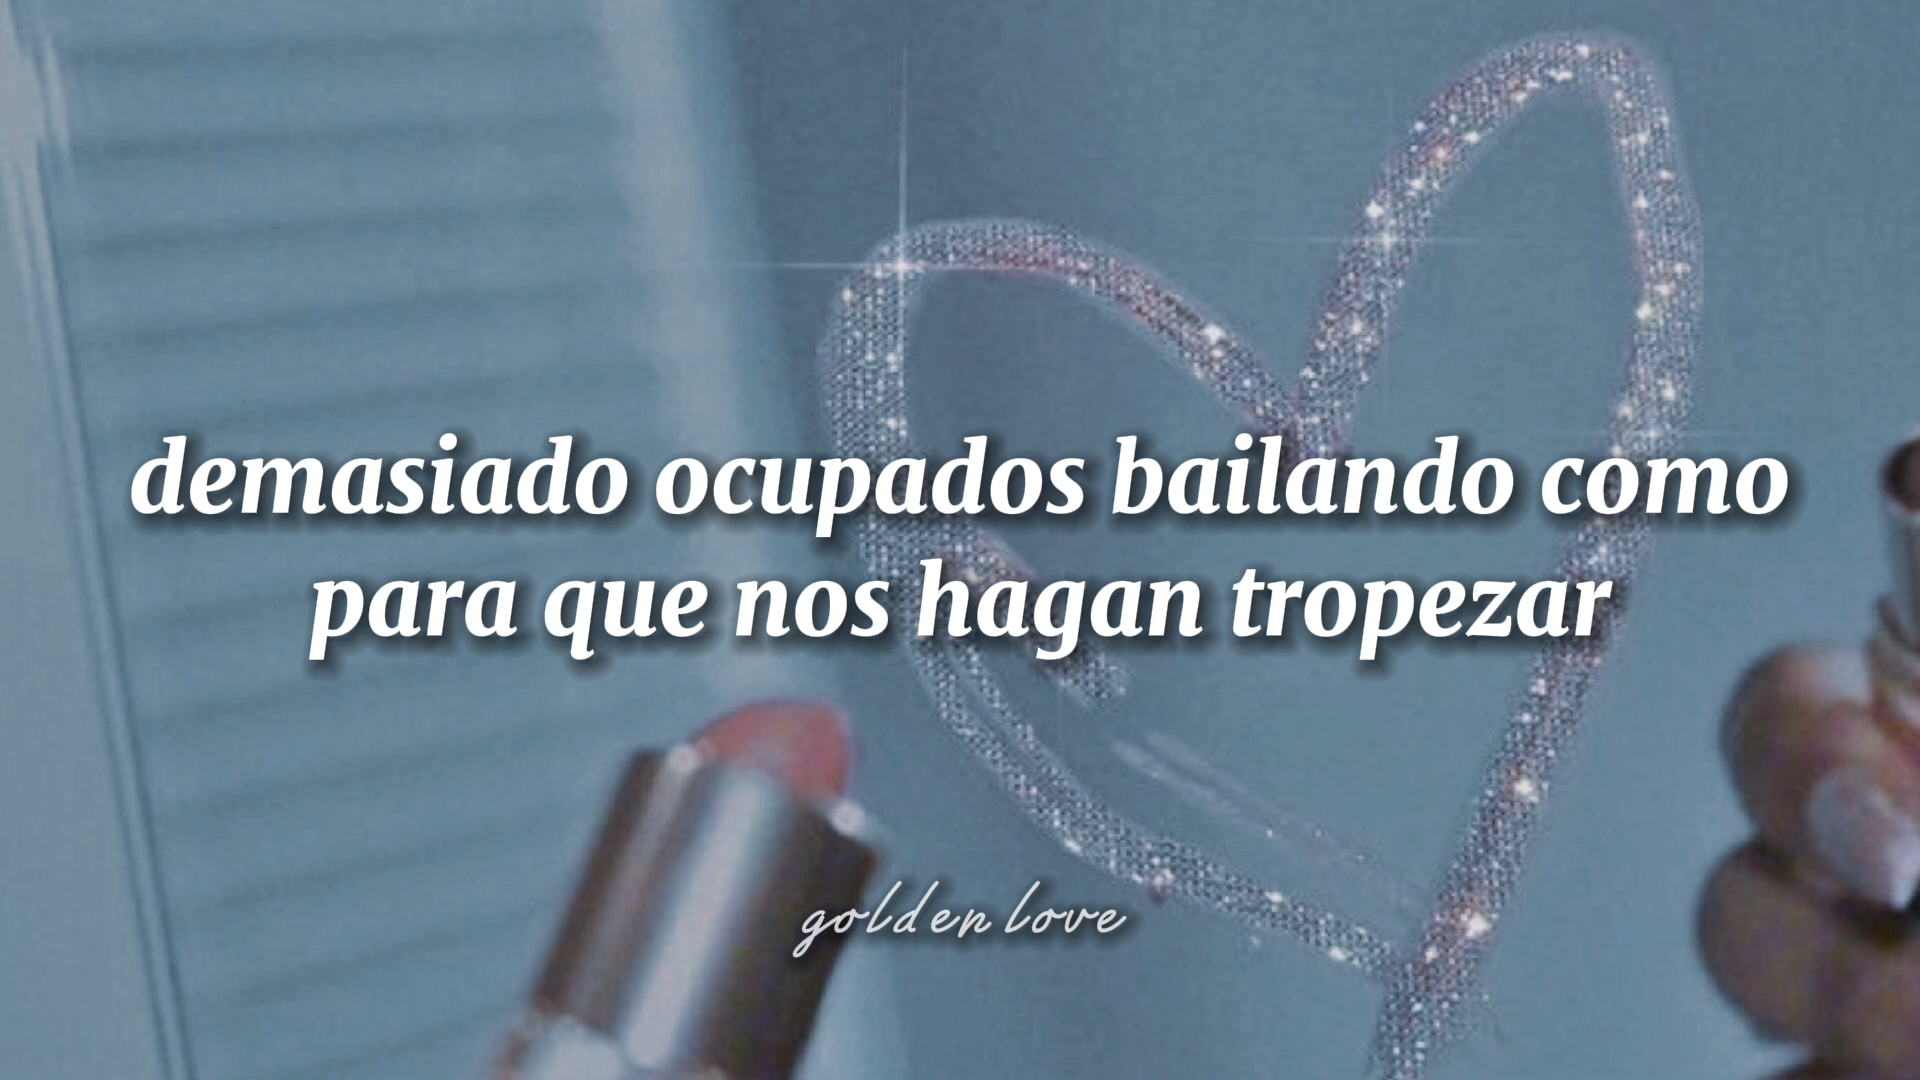 demasiado ocupados bailando como
para que nos hagan tropezar
golden love